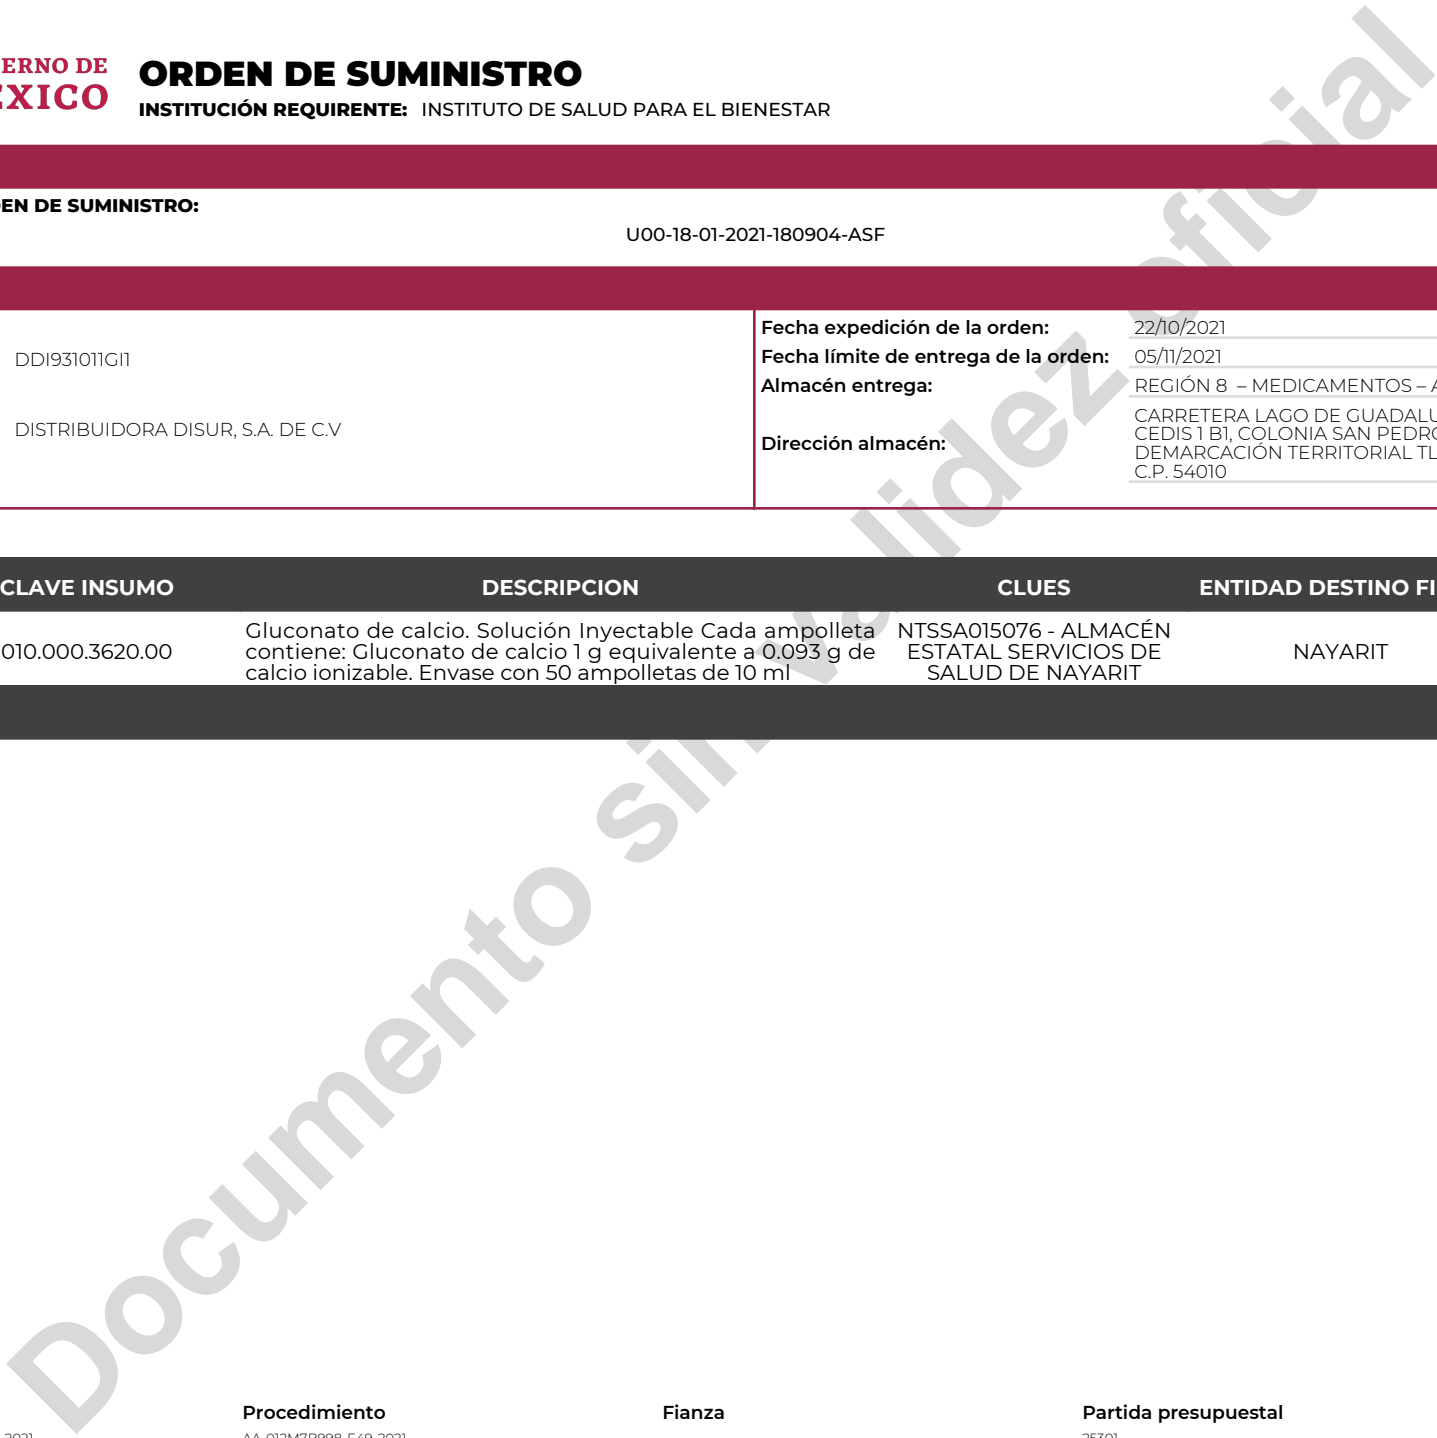 ERNO DE
EXICO
ORDEN DE SUMINISTRO
INSTITUCIÓN REQUIRENTE: INSTITUTO DE SALUD PARA EL BIENESTAR
EN DE SUMINISTRO:
U00-18-01-2021-180904-ASF
DDI931011GI1
DISTRIBUIDORA DISUR, S.A. DE C.V
Fecha expedición de la orden: 22/10/2021
Fecha límite de entrega de la orden: 05/11/2021
Almacén entrega: REGIÓN 8 – MEDICAMENTOS – A
Dirección almacén:
CARRETERA LAGO DE GUADALU
CEDIS 1 B1, COLONIA SAN PEDRO
DEMARCACIÓN TERRITORIAL TL
C.P. 54010
CLAVE INSUMO DESCRIPCION CLUES ENTIDAD DESTINO FI
010.000.3620.00
Gluconato de calcio. Solución Inyectable Cada ampolleta
contiene: Gluconato de calcio 1 g equivalente a 0.093 g de
calcio ionizable. Envase con 50 ampolletas de 10 ml
NTSSA015076 - ALMACÉN
ESTATAL SERVICIOS DE
SALUD DE NAYARIT
NAYARIT
Documento sin validez oficial
Procedimiento Fianza Partida presupuestal